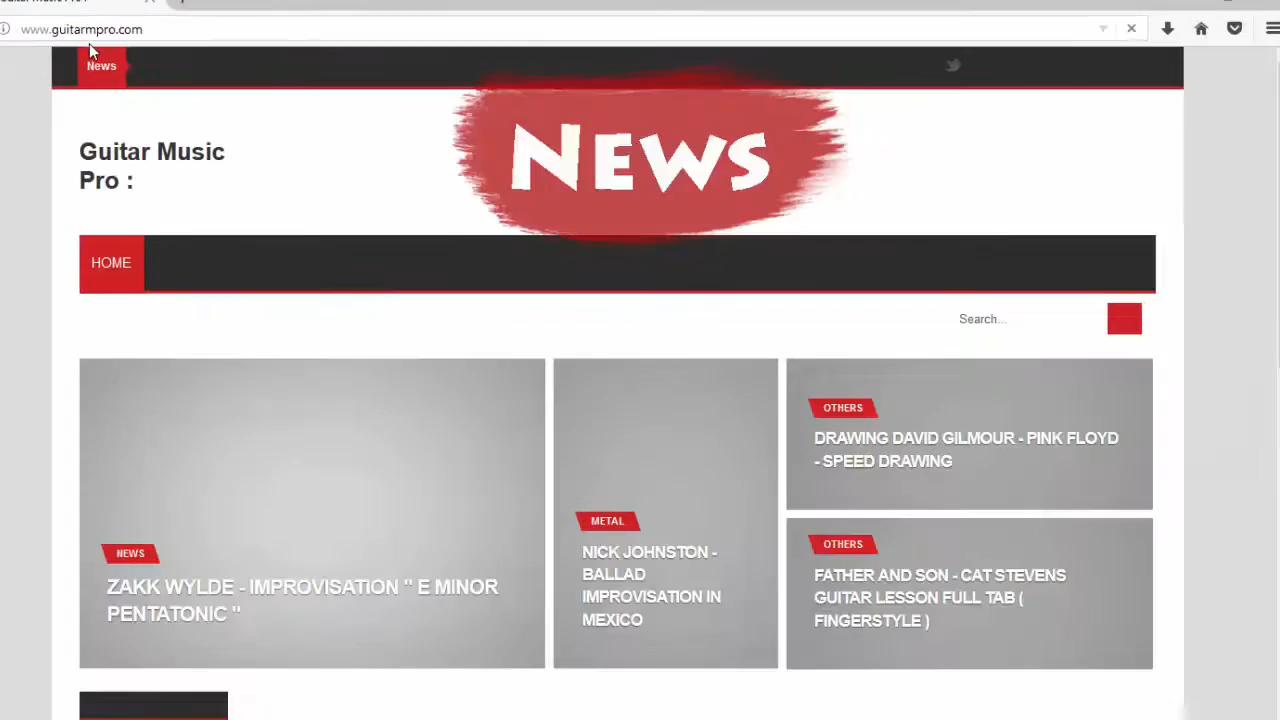 www.guitarmpro.com
News
NEWS
Guitar Music
Pro :
HOME
Search...
NEWS
ZAKK WYLDE - IMPROVISATION " E MINOR
PENTATONIC "
METAL
NICK JOHNSTON -
BALLAD
IMPROVISATION IN
MEXICO
OTHERS
DRAWING DAVID GILMOUR - PINK FLOYD
- SPEED DRAWING
OTHERS
FATHER AND SON - CAT STEVENS
GUITAR LESSON FULL TAB (
FINGERSTYLE )